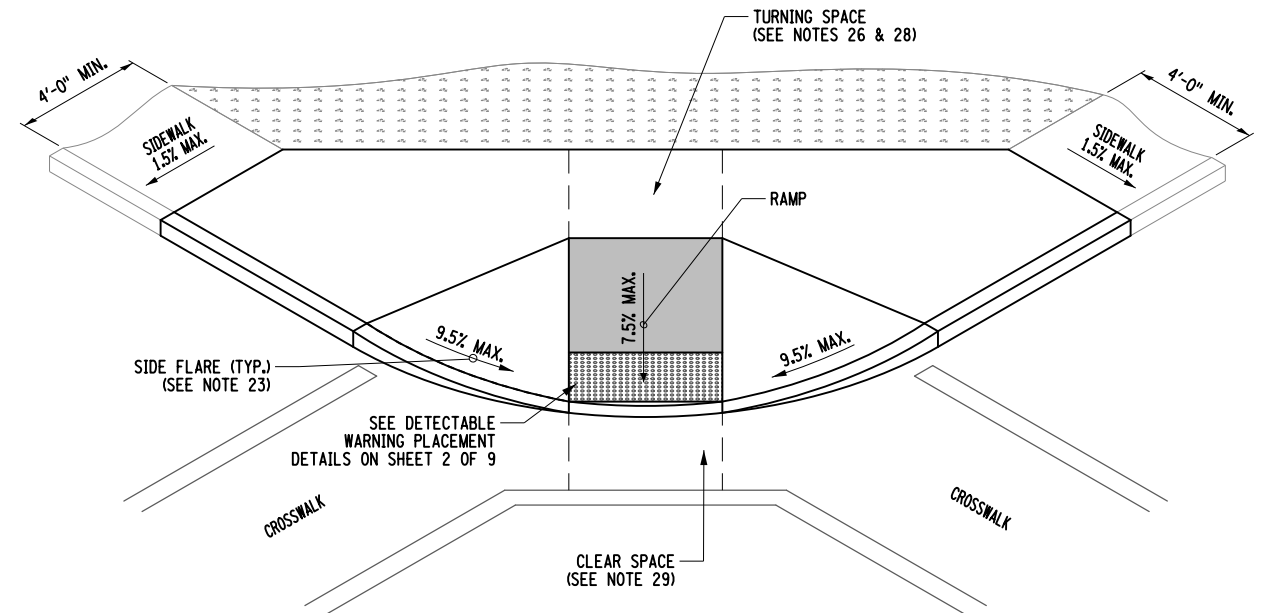 TURNING SPACE
(SEE NOTES 26 & 28)
4'-0" MIN.
4'-0" MIN.
SIDEWALK
1.5% MAX.
SIDEWALK
1.5% MAX.
RAMP
7.5% MAX.
9.5% MAX.
9.5% MAX.
SIDE FLARE (TYP.)
(SEE NOTE 23)
SEE DETECTABLE
WARNING PLACEMENT
DETAILS ON SHEET 2 OF 9
CROSSWALK
CROSSWALK
CLEAR SPACE
(SEE NOTE 29)